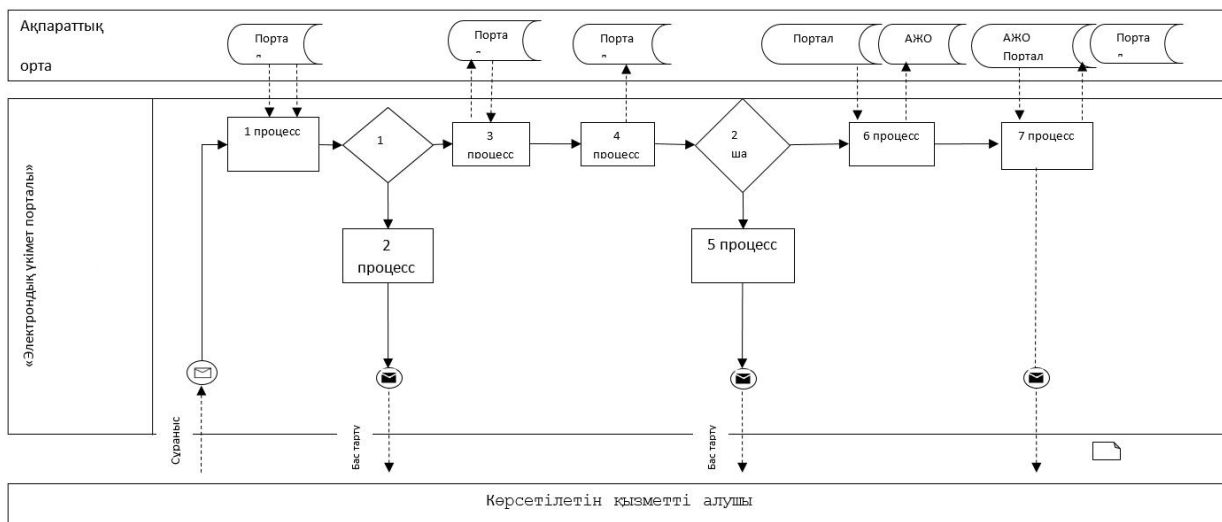 Ақпараттық
орта
Порта
л
Порта
л
Порта
л
Портал
АЖО
АЖО
Портал
Порта
л
«Электрондық үкімет порталы»
1 процесс
1
3
процесс
4
процесс
2
ша
6 процесс
7 процесс
2
процесс
5 процесс
Сұраныс
Бас тарту
Бас тарту
Көрсетілетін қызметті алушы